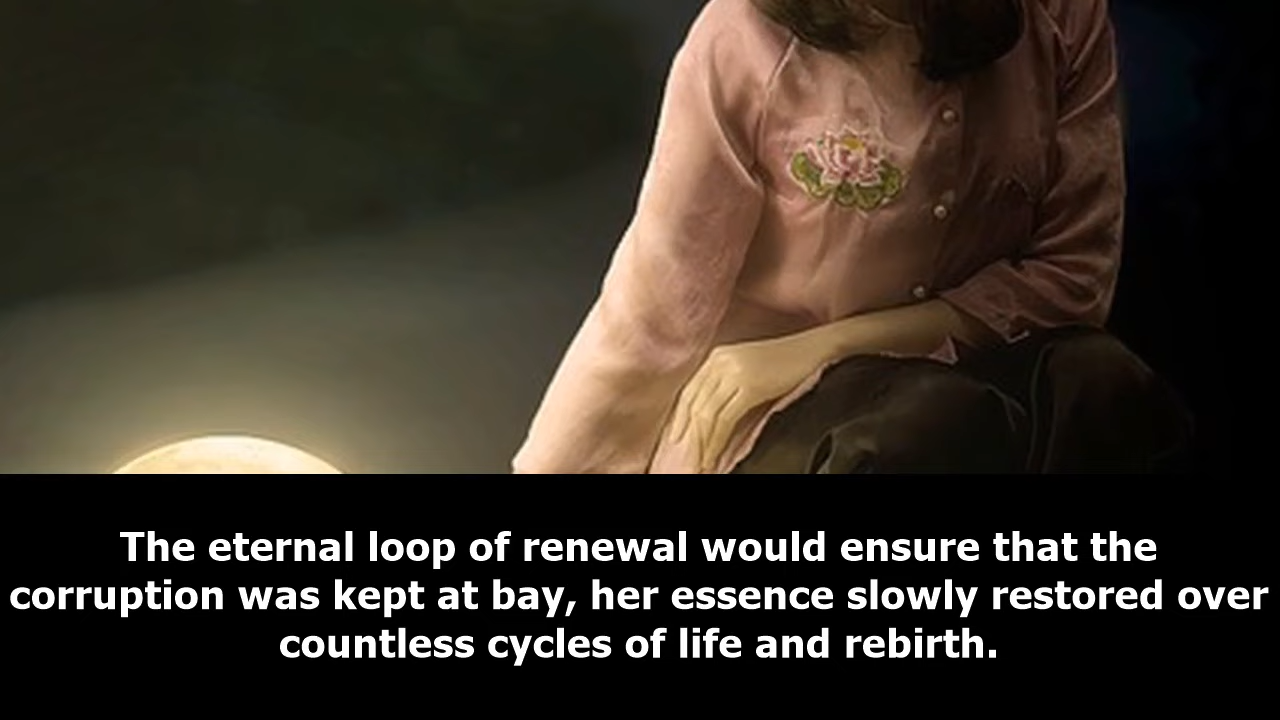 The eternal loop of renewal would ensure that the
corruption was kept at bay, her essence slowly restored over
countless cycles of life and rebirth.